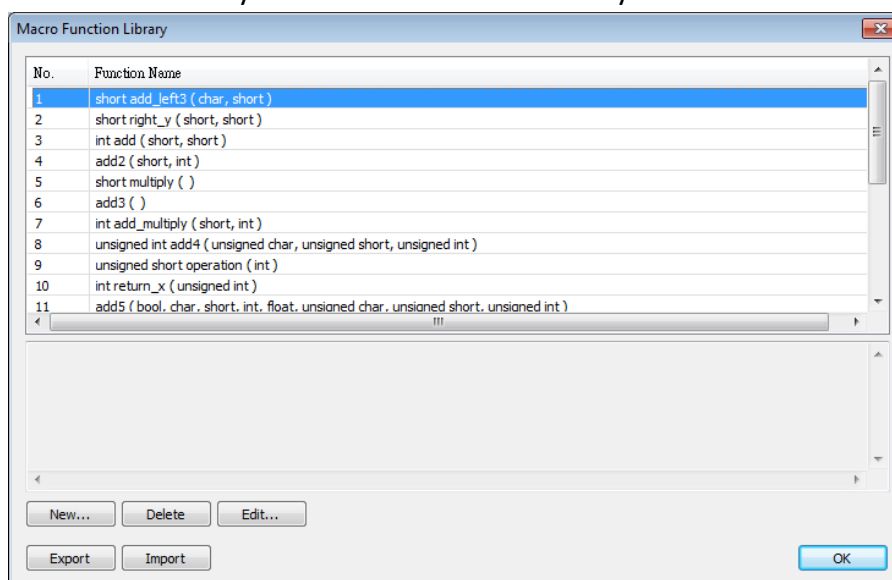 Macro Function Library
No. Function Name
1 short add_left3 ( char, short )
2 short right_y ( short, short )
3 int add ( short, short )
4 add2 ( short, int )
5 short multiply ( )
6 add3 ( )
7 int add_multiply ( short, int )
8 unsigned int add4 ( unsigned char, unsigned short, unsigned int )
9 unsigned short operation ( int )
10 int return_x ( unsigned int )
11 add5 ( bool, char, short, int, float, unsigned char, unsigned short, unsigned int )
New... Delete Edit...
Export Import OK